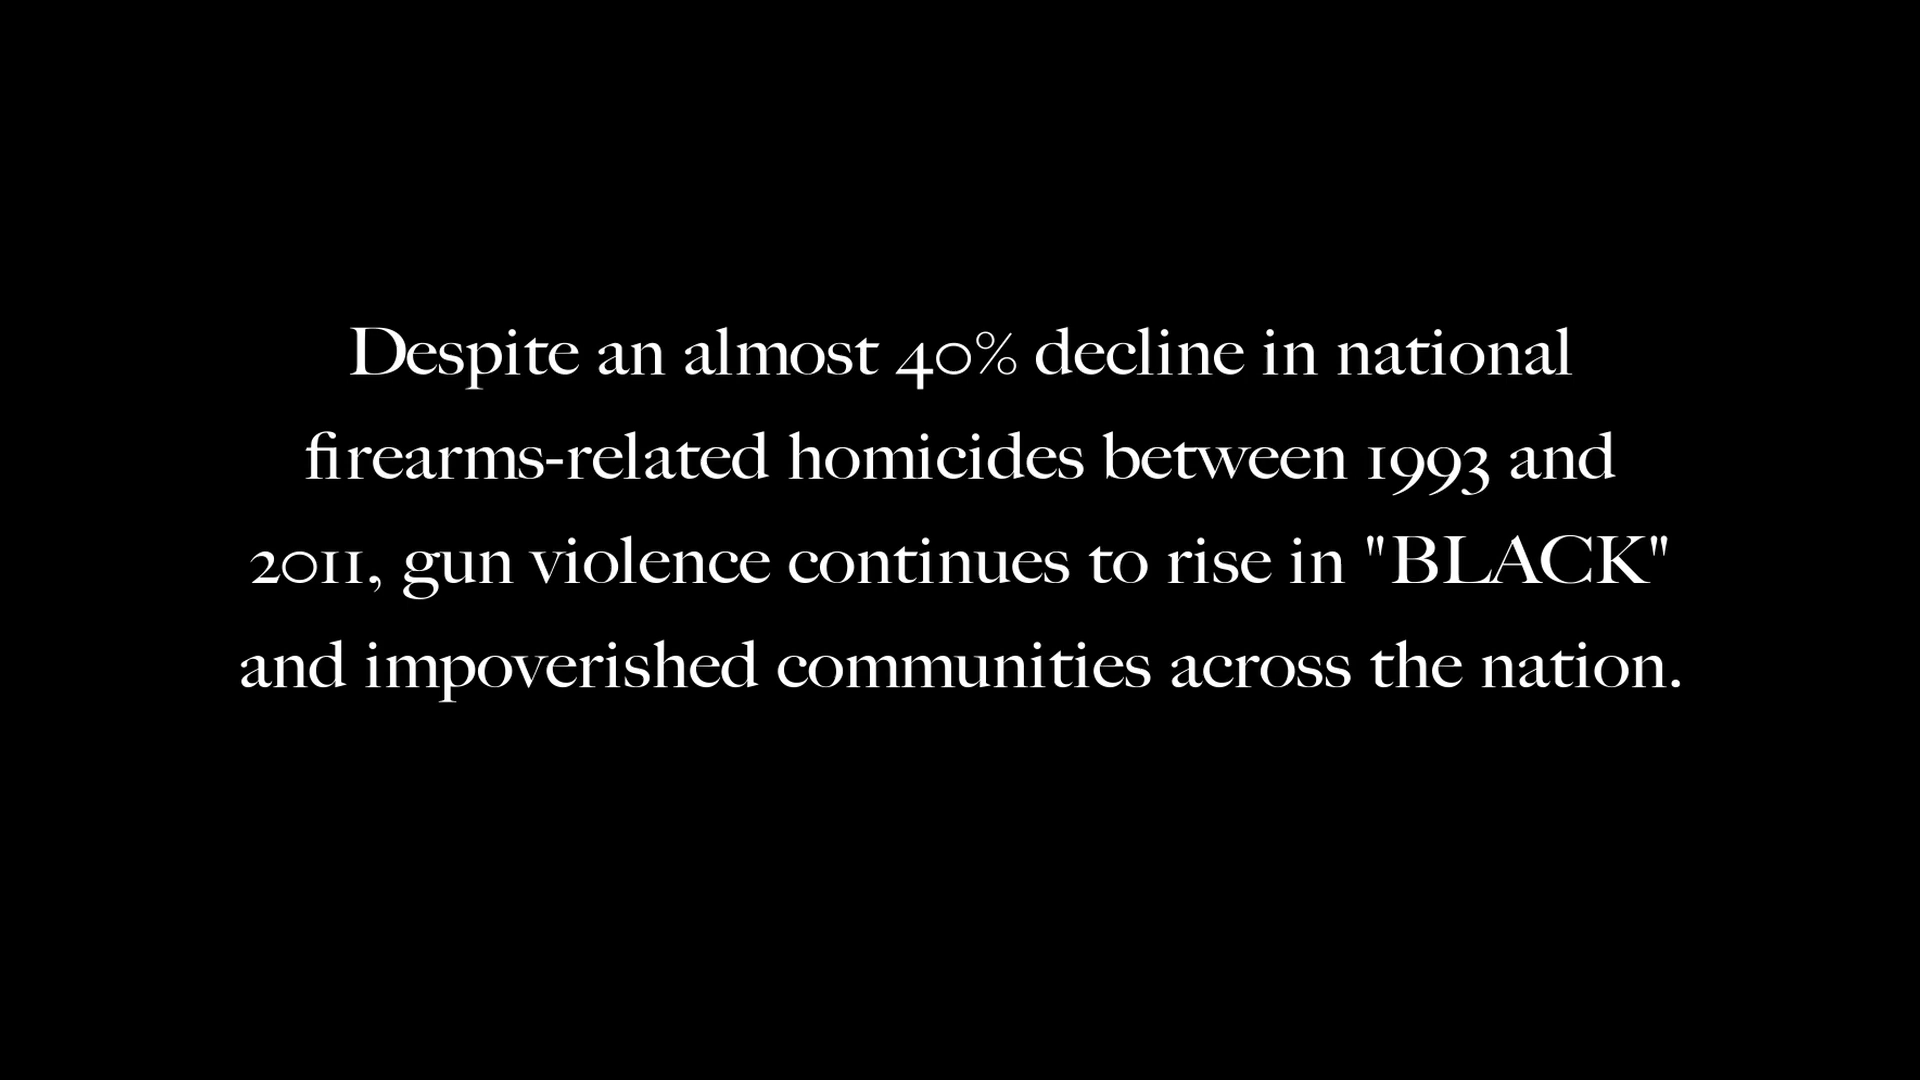 Despite an almost 40% decline in national
firearms-related homicides between 1993 and
2011, gun violence continues to rise in "BLACK"
and impoverished communities across the nation.